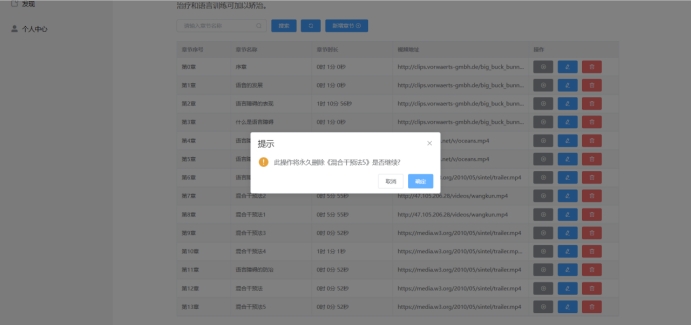 发现
治疗和语言训练可加以矫治。
个人中心
请输入章节名称
搜索
新增章节
章节序号 章节名称 章节时长 视频地址 操作
第0章 序章 0时 1分 0秒 http://clips.vorwaerts-gmbh.de/big_buck_bunn...
第1章 语言的发展 0时 1分 0秒 http://clips.vorwaerts-gmbh.de/big_buck_bunn...
第2章 语言障碍的表现 1时 10分 56秒 http://clips.vorwaerts-gmbh.de/big_buck_bunn...
第3章 什么是语言障碍 0时 1分 0秒 http://clips.vorwaerts-gmbh.de/big_buck_bunn...
提示
此操作将永久删除《混合干预法5》是否继续?
取消 确定
第4章 语言障 .net/v/oceans.mp4
第5章 语言障 .net/v/oceans.mp4
/2010/05/sintel/trailer.mp4
第7章 混合干预法2 0时 5分 55秒 http://47.105.206.28/videos/wangkun.mp4
第8章 混合干预法1 0时 5分 55秒 http://47.105.206.28/videos/wangkun.mp4
第9章 混合干预法3 0时 0分 52秒 https://media.w3.org/2010/05/sintel/trailer.mp4
第10章 混合干预法4 1时 1分 1秒 https://media.w3.org/2010/05/sintel/trailer.mp4
第11章 语言障碍的防治 0时 0分 52秒 https://media.w3.org/2010/05/sintel/trailer.mp4
第12章 混合干预法 0时 0分 52秒 https://media.w3.org/2010/05/sintel/trailer.mp4
第13章 混合干预法5 0时 0分 52秒 https://media.w3.org/2010/05/sintel/trailer.mp4